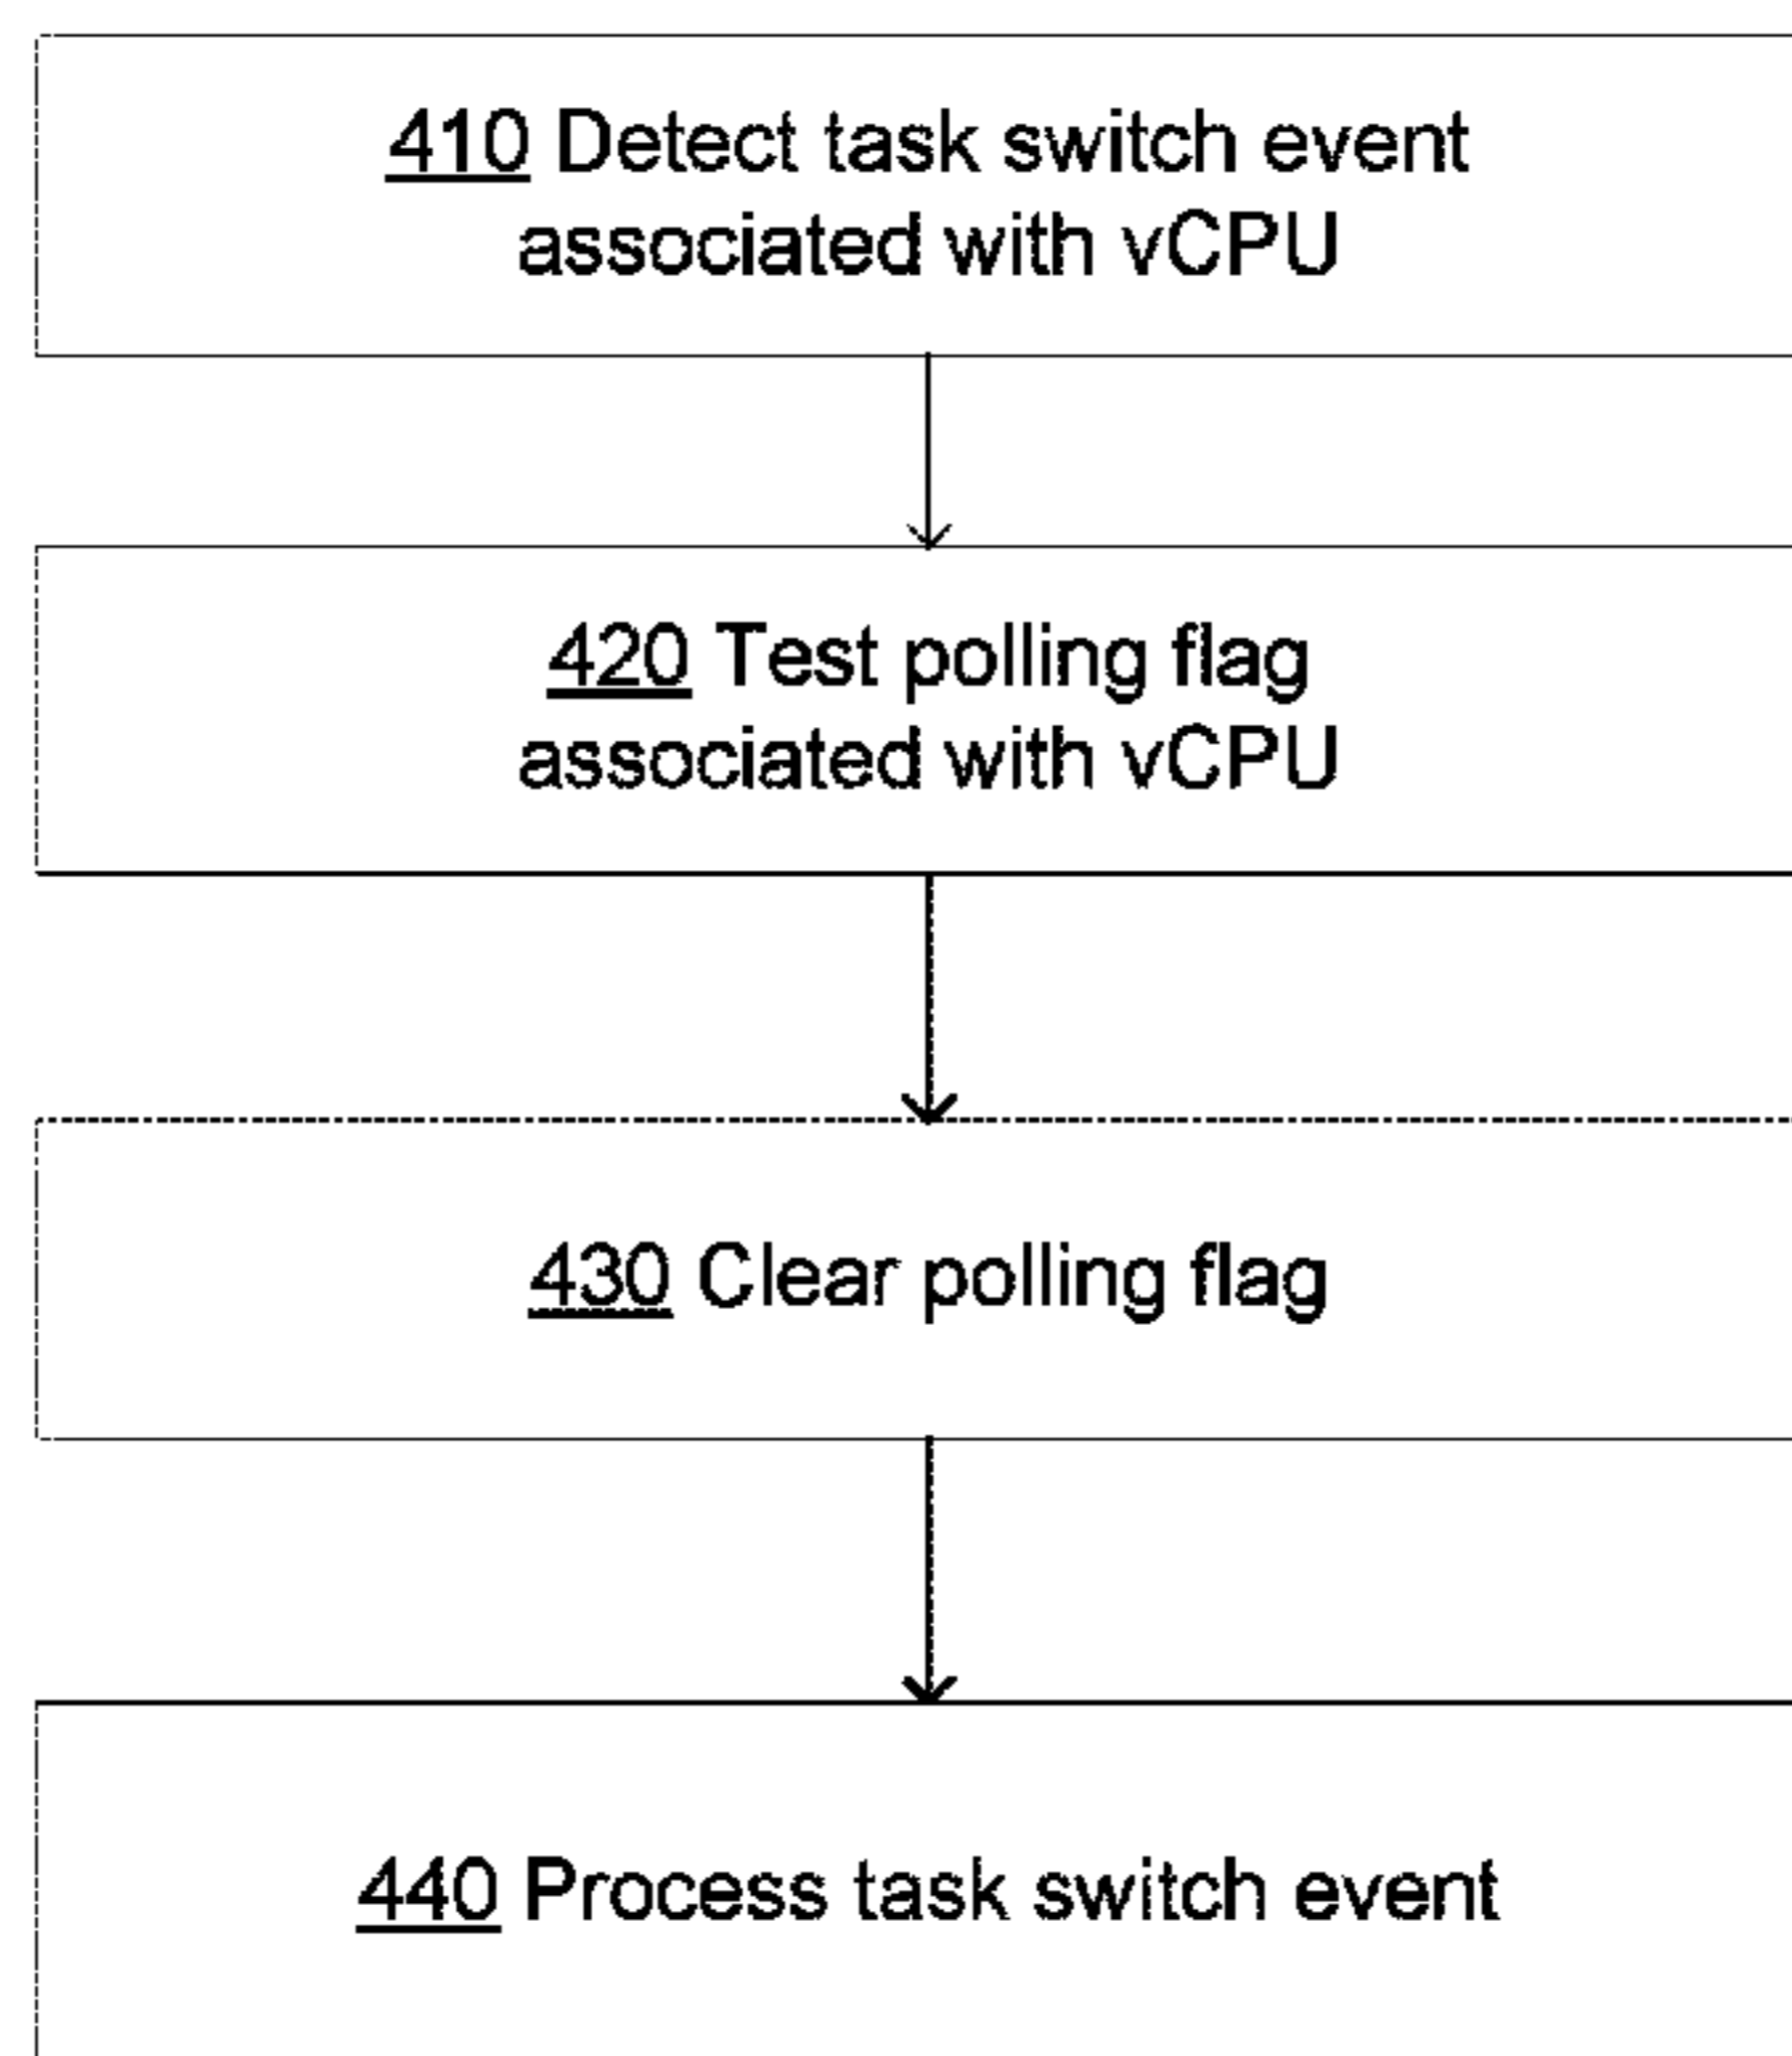 410 Detect task switch event
associated with vCPU
420 Test polling flag
associated with vCPU
430 Clear polling flag
440 Process task switch event